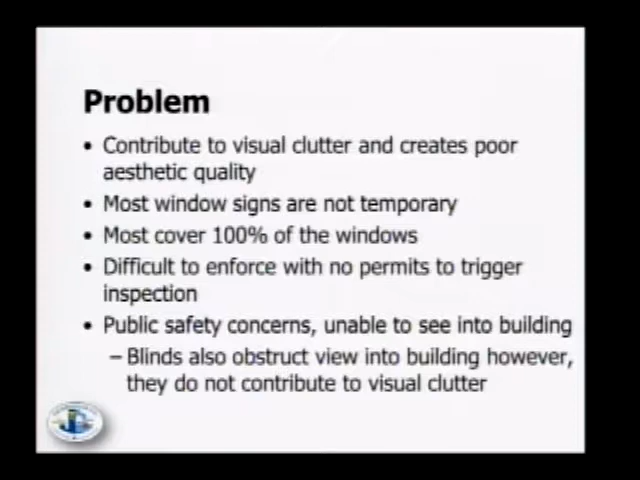 Problem
• Contribute to visual clutter and creates poor
aesthetic quality
• Most window signs are not temporary
• Most cover 100% of the windows
• Difficult to enforce with no permits to trigger
inspection
• Public safety concerns, unable to see into building
– Blinds also obstruct view into building however,
they do not contribute to visual clutter